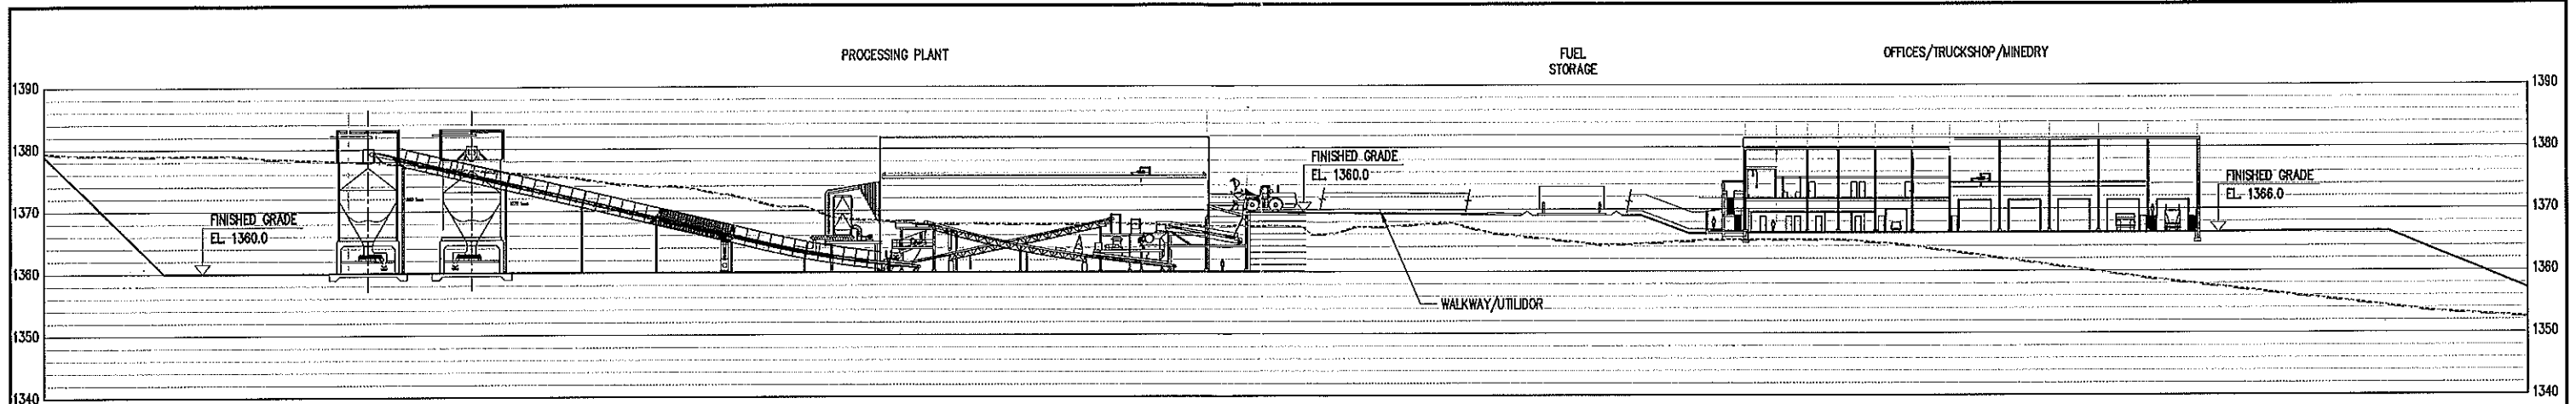 PROCESSING PLANT
FUEL
STORAGE
OFFICES/TRUCKSHOP/MINEDRY
1390
1390
1380
1380
FINISHED GRADE
EL. 1360.0
FINISHED GRADE
EL. 1366.0
1370
1370
FINISHED GRADE
EL. 1360.0
1360
1360
WALKWAY/UTILIDOR
1350
1350
1340
1340